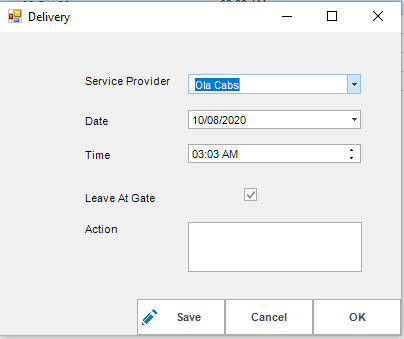 Delivery
Service Provider Ola Cabs
Date 10/08/2020
Time 03:03 AM
Leave At Gate
Action
Save Cancel OK